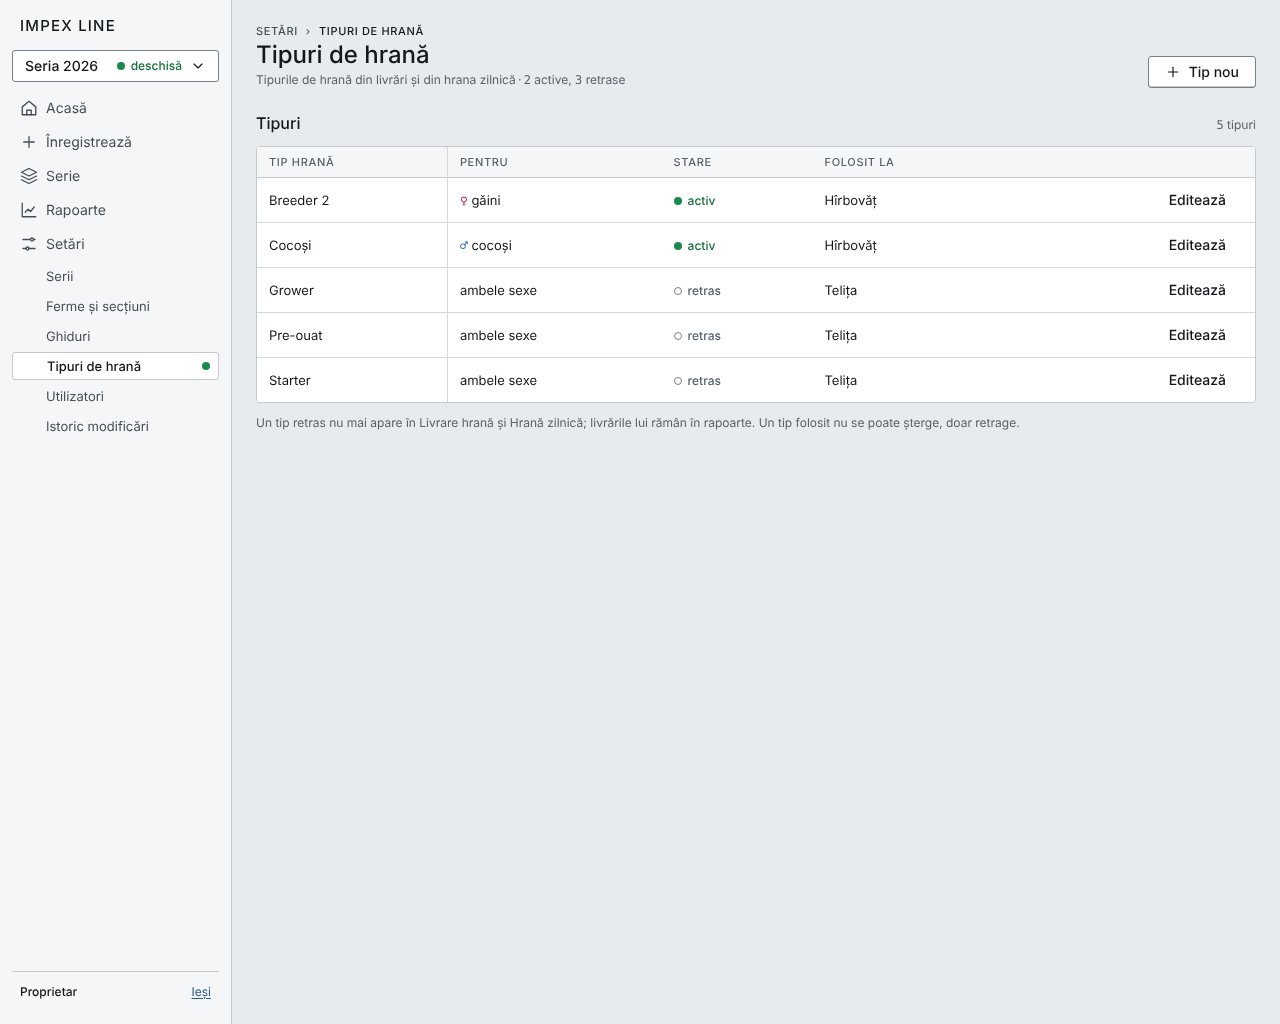 IMPEX LINE
Seria 2026 deschisă
Acasă
Înregistrează
Serie
Rapoarte
Setări
Serii
Ferme și secțiuni
Ghiduri
Tipuri de hrană
Utilizatori
Istoric modificări
Proprietar Ieși
SETĂRI › TIPURI DE HRANĂ
Tipuri de hrană
Tipurile de hrană din livrări și din hrana zilnică · 2 active, 3 retrase
Tip nou
Tipuri 5 tipuri
TIP HRANĂ PENTRU STARE FOLOSIT LA
Breeder 2 ♀ găini activ Hîrbovăț Editează
Cocoși ♂ cocoși activ Hîrbovăț Editează
Grower ambele sexe retras Telița Editează
Pre-ouat ambele sexe retras Telița Editează
Starter ambele sexe retras Telița Editează
Un tip retras nu mai apare în Livrare hrană și Hrană zilnică; livrările lui rămân în rapoarte. Un tip folosit nu se poate șterge, doar retrage.